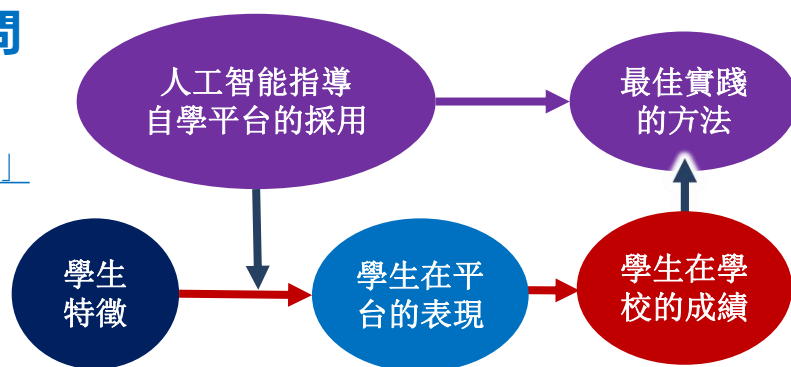 問
人工智能指導
自學平台的採用
最佳實踐
的方法
」
學生
特徵
學生在平
台的表現
學生在學
校的成績